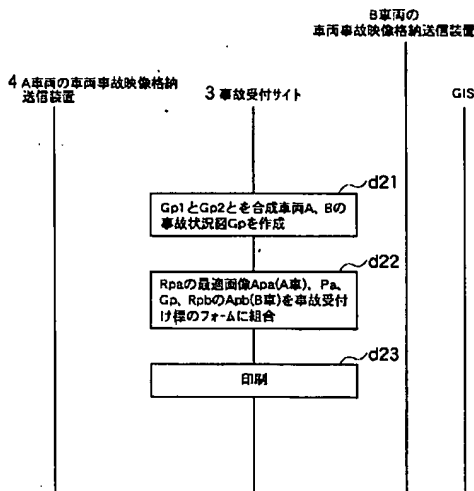 B車両の
車両事故映像格納送信装置
4 A車両の車両事故映像格納
送信装置
3 事故受付サイト
GIS
d21
Gp1とGp2とを合成車両A、Bの
事故状況図Gpを作成
d22
Rpaの最適画像Apa(A車)、Pa、
Gp、RpbのApb(B車)を事故受付
け標のフォームに組合
d23
印刷